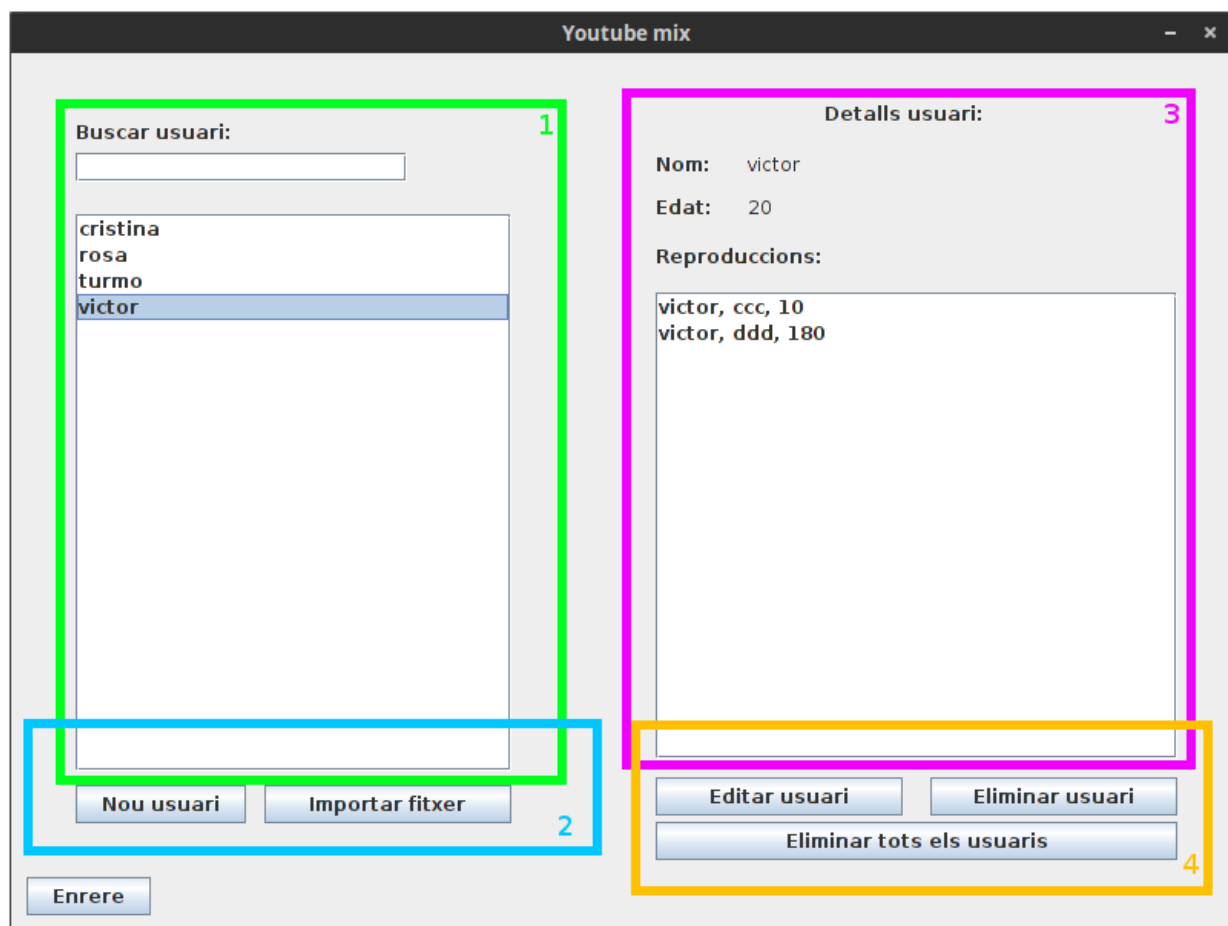 Youtube mix
1
Buscar usuari:
cristina
rosa
turmo
victor
Nou usuari
Importar fitxer
2
3
Detalls usuari:
Nom: victor
Edat: 20
Reproduccions:
victor, ccc, 10
victor, ddd, 180
Editar usuari
Eliminar usuari
Eliminar tots els usuaris
4
Enrere